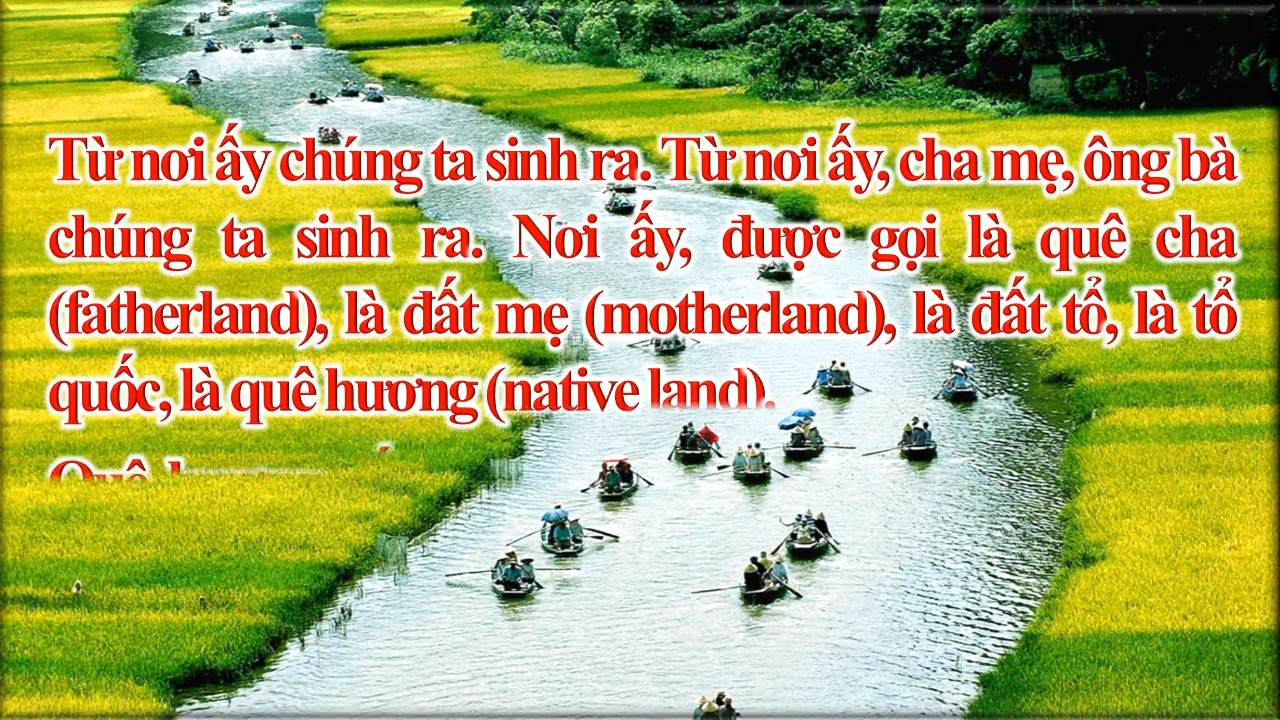 Từ nơi ấy chúng ta sinh ra. Từ nơi ấy, cha mẹ, ông bà
chúng ta sinh ra. Nơi ấy, được gọi là quê cha
(fatherland), là đất mẹ (motherland), là đất tổ, là tổ
quốc, là quê hương (native land).